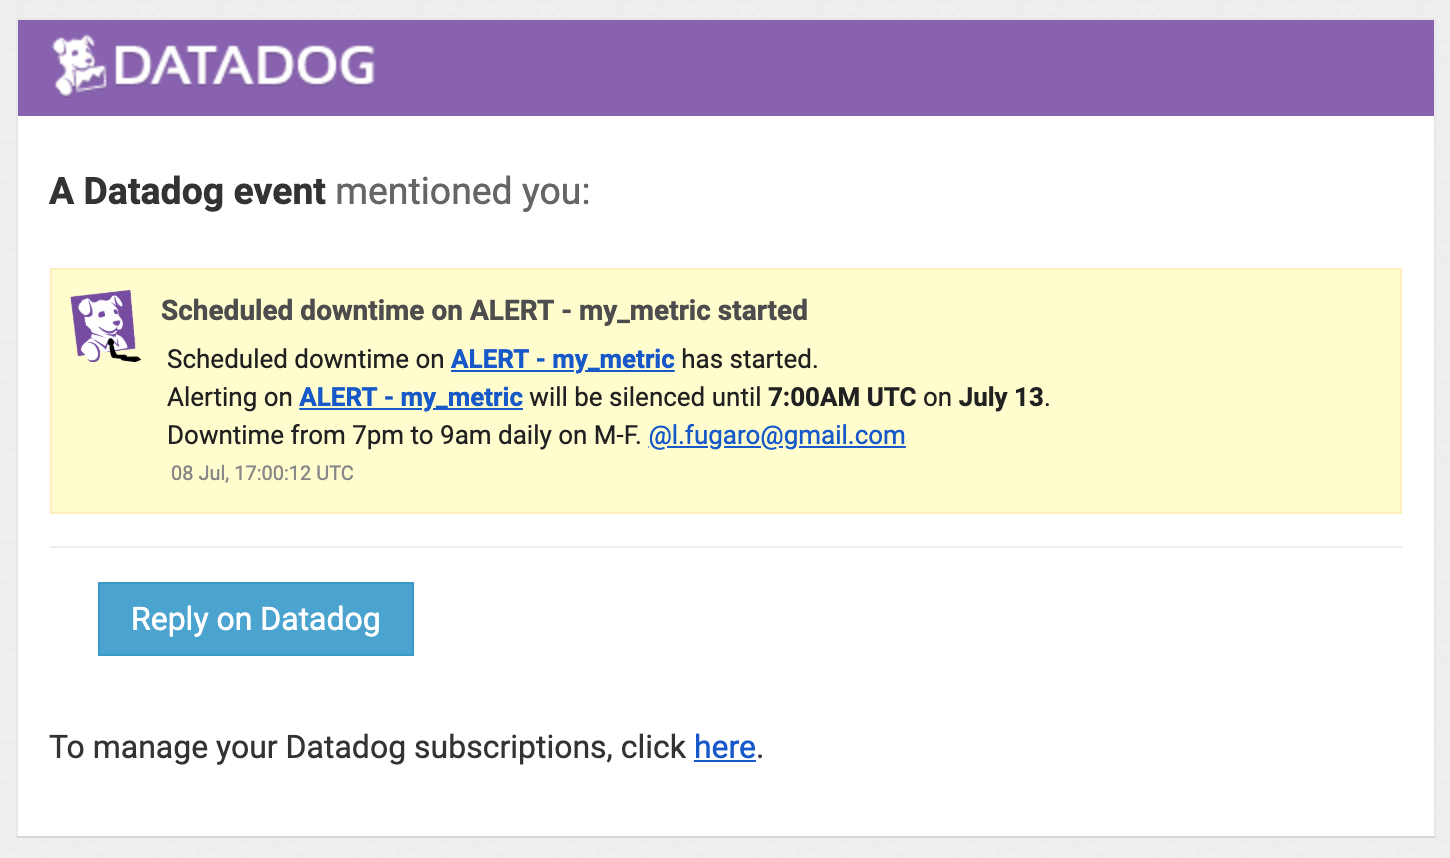 DATADOG
A Datadog event mentioned you:
Scheduled downtime on ALERT - my_metric started
Scheduled downtime on ALERT - my_metric has started.
Alerting on ALERT - my_metric will be silenced until 7:00AM UTC on July 13.
Downtime from 7pm to 9am daily on M-F. @l.fugaro@gmail.com
08 Jul, 17:00:12 UTC
Reply on Datadog
To manage your Datadog subscriptions, click here.